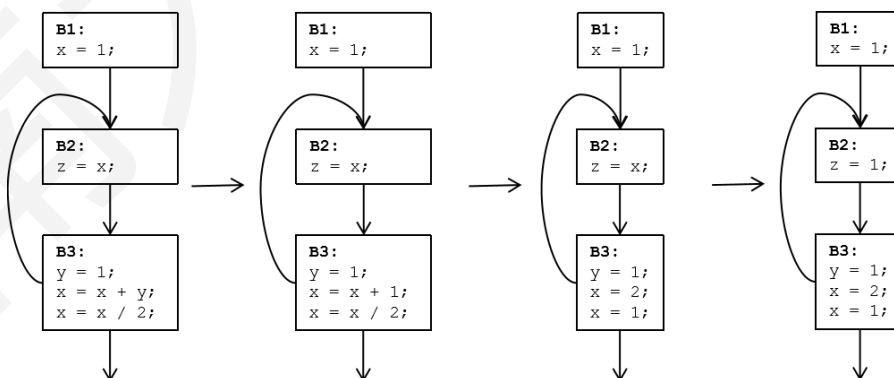 B1:
x = 1;
B2:
z = x;
B3:
y = 1;
x = x + y;
x = x / 2;
B1:
x = 1;
B2:
z = x;
B3:
y = 1;
x = x + 1;
x = x / 2;
B1:
x = 1;
B2:
z = x;
B3:
y = 1;
x = 2;
x = 1;
B1:
x = 1;
B2:
z = 1;
B3:
y = 1;
x = 2;
x = 1;